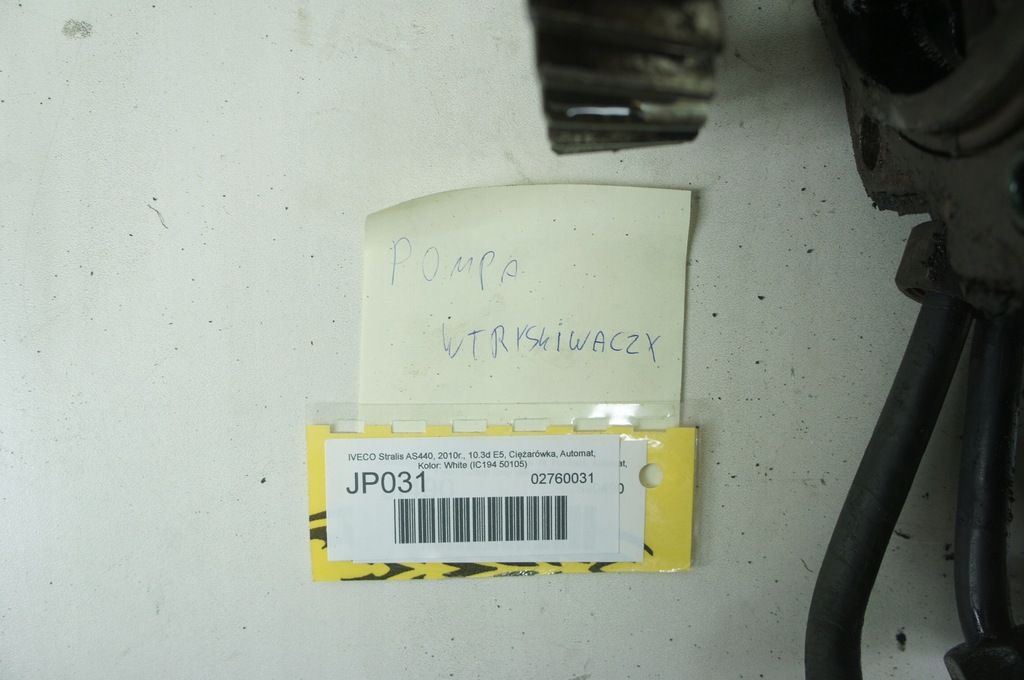 POMPA
WTRYSKIWACZY
IVECO Stralis AS440, 2010r., 10.3d E5, Ciężarówka, Automat,
Kolor: White (IC194 50105)
JP031 02760031